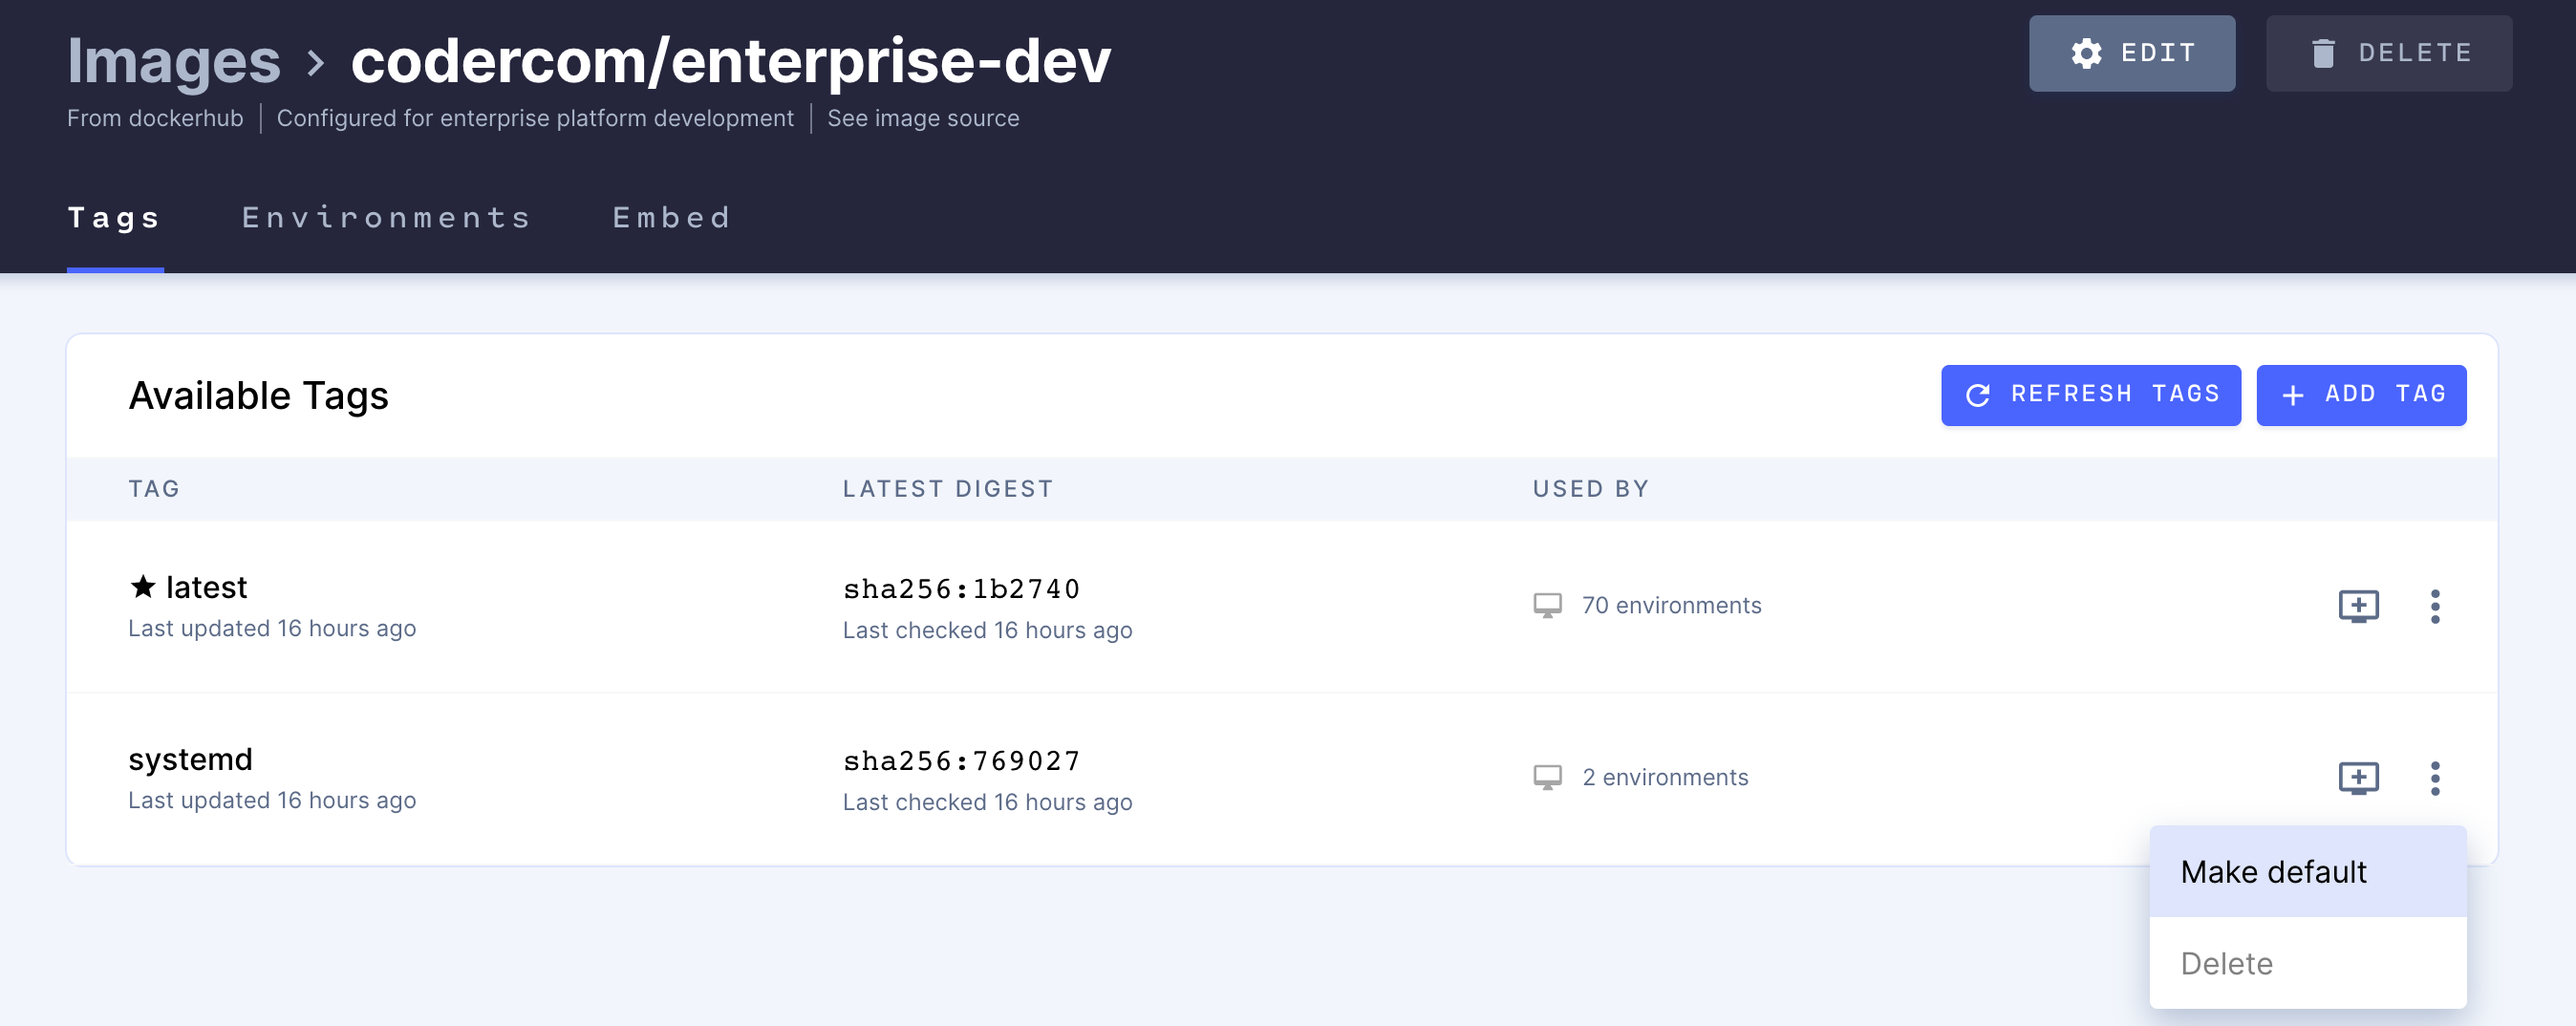 Images > codercom/enterprise-dev
EDIT
DELETE
From dockerhub | Configured for enterprise platform development | See image source
Tags Environments Embed
Available Tags
REFRESH TAGS
+ ADD TAG
TAG LATEST DIGEST USED BY
★ latest sha256:1b2740 70 environments
Last updated 16 hours ago Last checked 16 hours ago
systemd sha256:769027 2 environments
Last updated 16 hours ago Last checked 16 hours ago
Make default
Delete